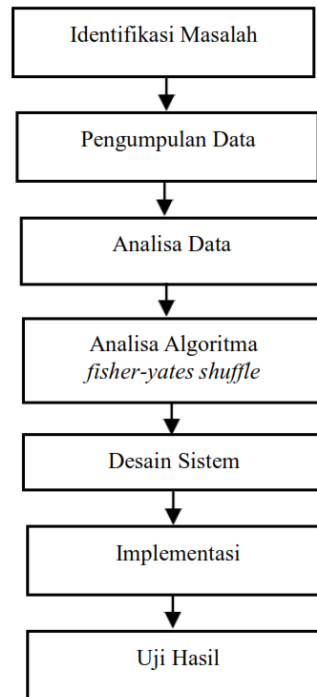 Identifikasi Masalah
Pengumpulan Data
Analisa Data
Analisa Algoritma
fisher-yates shuffle
Desain Sistem
Implementasi
Uji Hasil